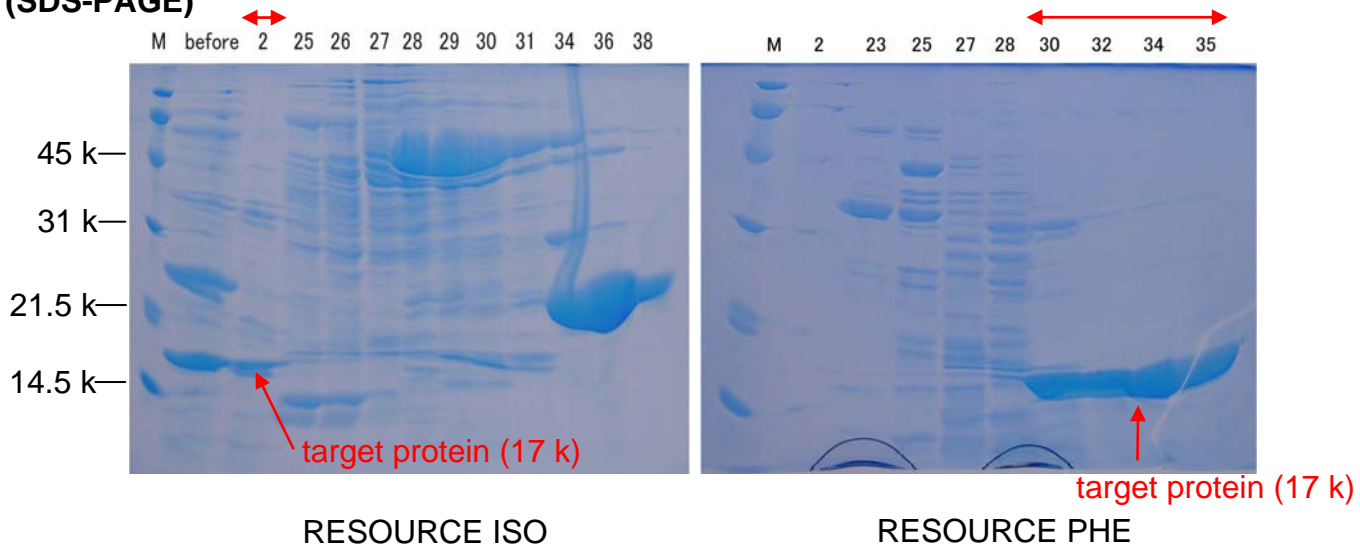 (SDS-PAGE)
M before 2 25 26 27 28 29 30 31 34 36 38
M 2 23 25 27 28 30 32 34 35
45 k
31 k
21.5 k
14.5 k
target protein (17 k)
target protein (17 k)
RESOURCE ISO
RESOURCE PHE